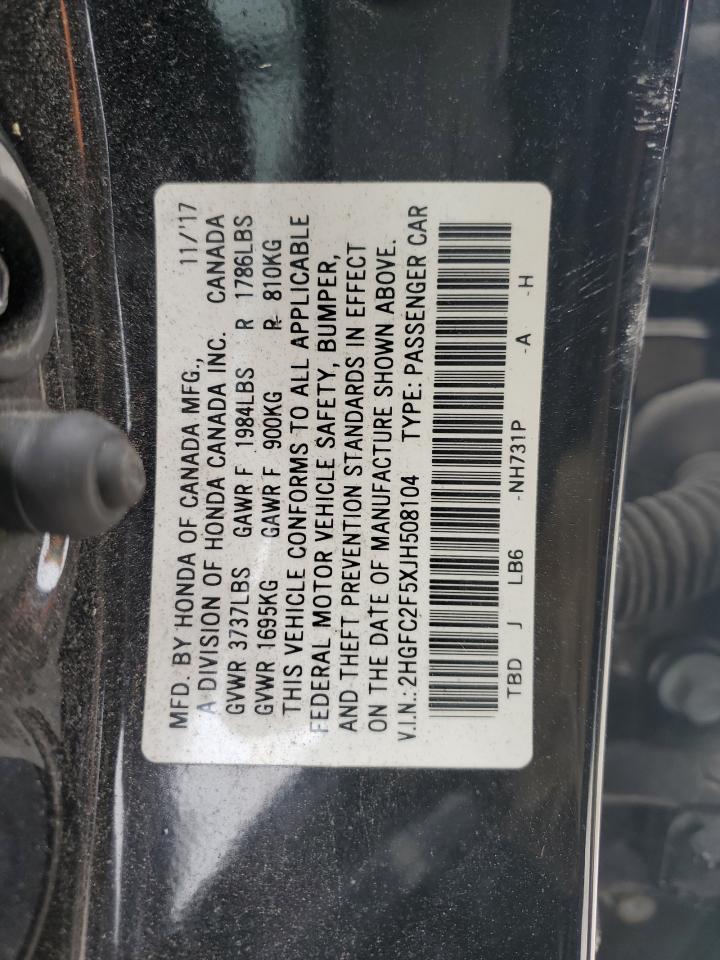 MFD. BY HONDA OF CANADA MFG., 11/'17
A DIVISION OF HONDA CANADA INC. CANADA
GVWR 3737LBS GAWR F 1984LBS R 1786LBS
GVWR 1695KG GAWR F 900KG R 810KG
THIS VEHICLE CONFORMS TO ALL APPLICABLE
FEDERAL MOTOR VEHICLE SAFETY, BUMPER,
AND THEFT PREVENTION STANDARDS IN EFFECT
ON THE DATE OF MANUFACTURE SHOWN ABOVE.
V.I.N.: 2HGFC2F5XJH508104 TYPE: PASSENGER CAR
TBD J LB6 -NH731P -A -H